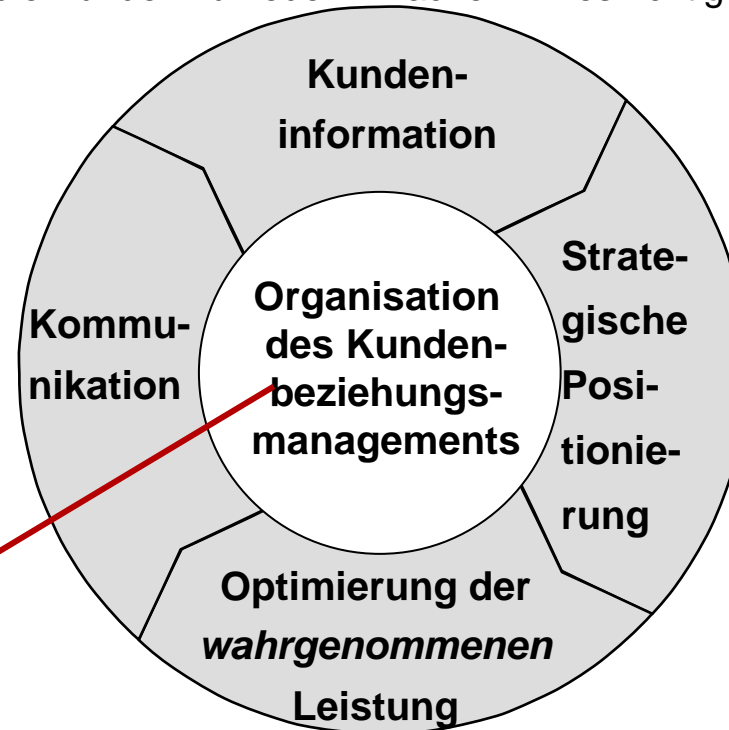 Kunden-
information
Strate-
gische
Posi-
tionie-
rung
Optimierung der
wahrgenommenen
Leistung
Kommu-
nikation
Organisation
des Kunden-
beziehungs-
managements